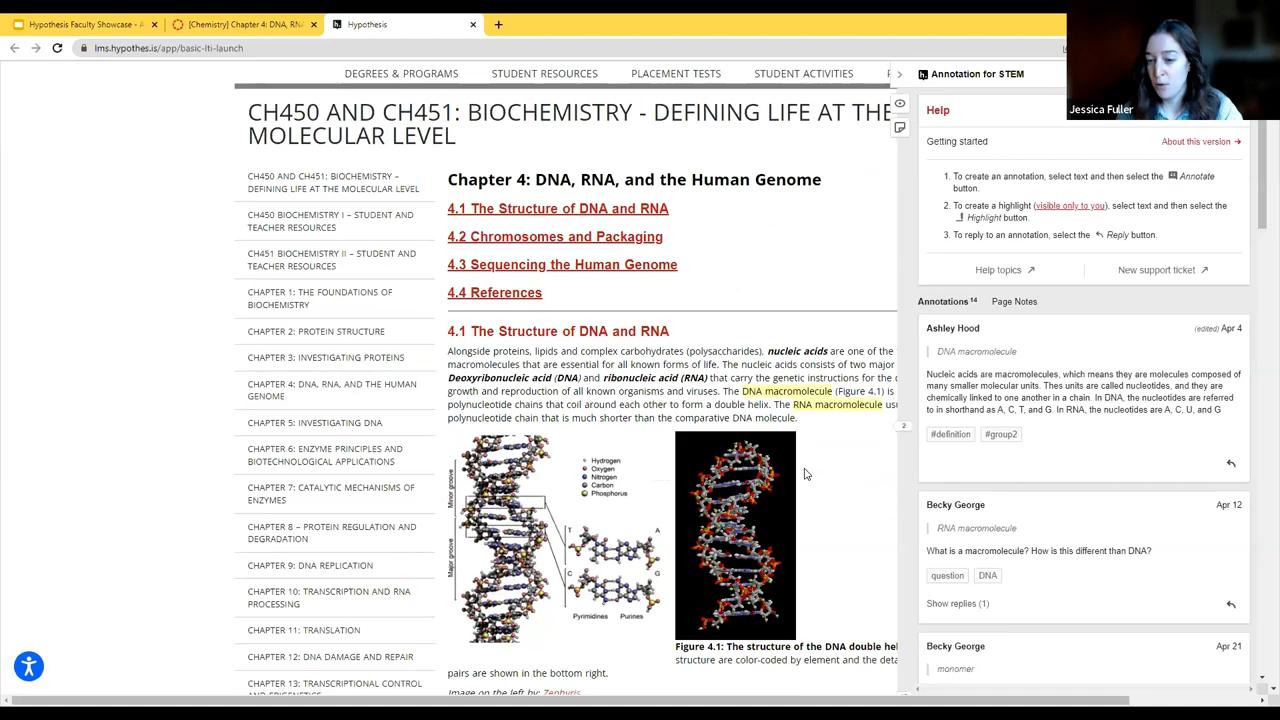 Hypothesis Faculty Showcase - A
[Chemistry] Chapter 4: DNA, RNA
Hypothesis
lms.hypothes.is/app/basic-lti-launch
Jessica Fuller
DEGREES & PROGRAMS STUDENT RESOURCES PLACEMENT TESTS STUDENT ACTIVITIES
CH450 AND CH451: BIOCHEMISTRY - DEFINING LIFE AT THE
MOLECULAR LEVEL
CH450 AND CH451: BIOCHEMISTRY –
DEFINING LIFE AT THE MOLECULAR LEVEL
CH450 BIOCHEMISTRY I – STUDENT AND
TEACHER RESOURCES
CH451 BIOCHEMISTRY II – STUDENT AND
TEACHER RESOURCES
CHAPTER 1: THE FOUNDATIONS OF
BIOCHEMISTRY
CHAPTER 2: PROTEIN STRUCTURE
CHAPTER 3: INVESTIGATING PROTEINS
CHAPTER 4: DNA, RNA, AND THE HUMAN
GENOME
CHAPTER 5: INVESTIGATING DNA
CHAPTER 6: ENZYME PRINCIPLES AND
BIOTECHNOLOGICAL APPLICATIONS
CHAPTER 7: CATALYTIC MECHANISMS OF
ENZYMES
CHAPTER 8 – PROTEIN REGULATION AND
DEGRADATION
CHAPTER 9: DNA REPLICATION
CHAPTER 10: TRANSCRIPTION AND RNA
PROCESSING
CHAPTER 11: TRANSLATION
CHAPTER 12: DNA DAMAGE AND REPAIR
CHAPTER 13: TRANSCRIPTIONAL CONTROL
Chapter 4: DNA, RNA, and the Human Genome
4.1 The Structure of DNA and RNA
4.2 Chromosomes and Packaging
4.3 Sequencing the Human Genome
4.4 References
4.1 The Structure of DNA and RNA
Alongside proteins, lipids and complex carbohydrates (polysaccharides), nucleic acids are one of the
macromolecules that are essential for all known forms of life. The nucleic acids consists of two major
Deoxyribonucleic acid (DNA) and ribonucleic acid (RNA) that carry the genetic instructions for the
growth and reproduction of all known organisms and viruses. The DNA macromolecule (Figure 4.1) is
polynucleotide chains that coil around each other to form a double helix. The RNA macromolecule
polynucleotide chain that is much shorter than the comparative DNA molecule.
Minor groove
Major groove
Hydrogen
Oxygen
Nitrogen
Carbon
Phosphorus
T A
C G
Pyrimidines Purines
Figure 4.1: The structure of the DNA double
structure are color-coded by element and the
pairs are shown in the bottom right.
Image on the left by: Zephyris
2
Annotation for STEM
Help
Getting started About this version
1. To create an annotation, select text and then select the Annotate
button.
2. To create a highlight (visible only to you), select text and then select the
Highlight button.
3. To reply to an annotation, select the Reply button.
Help topics New support ticket
Annotations 14 Page Notes
Ashley Hood (edited) Apr 4
DNA macromolecule
Nucleic acids are macromolecules, which means they are molecules composed of
many smaller molecular units. Thes units are called nucleotides, and they are
chemically linked to one another in a chain. In DNA, the nucleotides are referred
to in shorthand as A, C, T, and G. In RNA, the nucleotides are A, C, U, and G
#definition #group2
Becky George Apr 12
RNA macromolecule
What is a macromolecule? How is this different than DNA?
question DNA
Show replies (1)
Becky George Apr 21
monomer